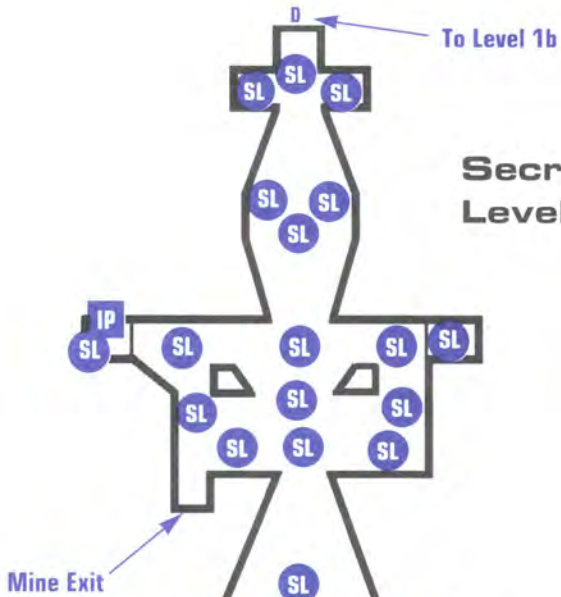 D
To Level 1b
SL
SL SL
Secr
Level
SL SL
SL
IP
SL SL SL SL SL
SL
SL SL
SL SL SL
Mine Exit
SL